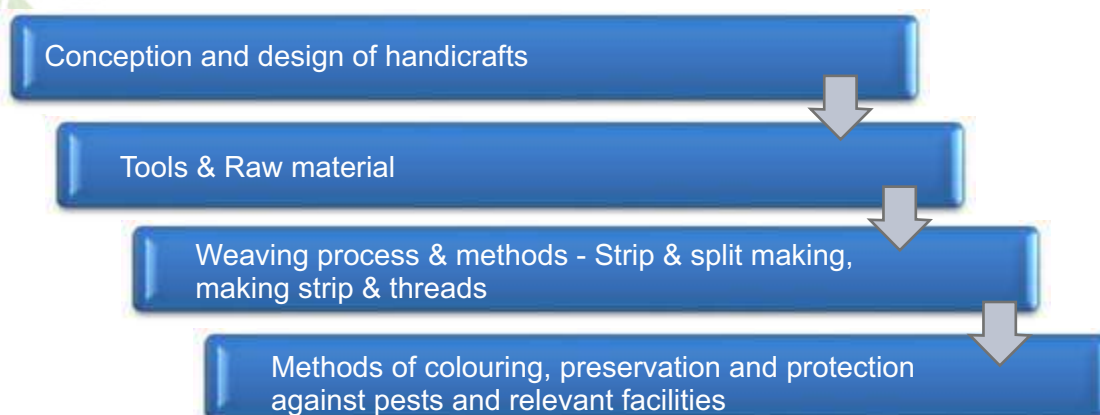 Conception and design of handicrafts
Tools & Raw material
Weaving process & methods - Strip & split making,
making strip & threads
Methods of colouring, preservation and protection
against pests and relevant facilities